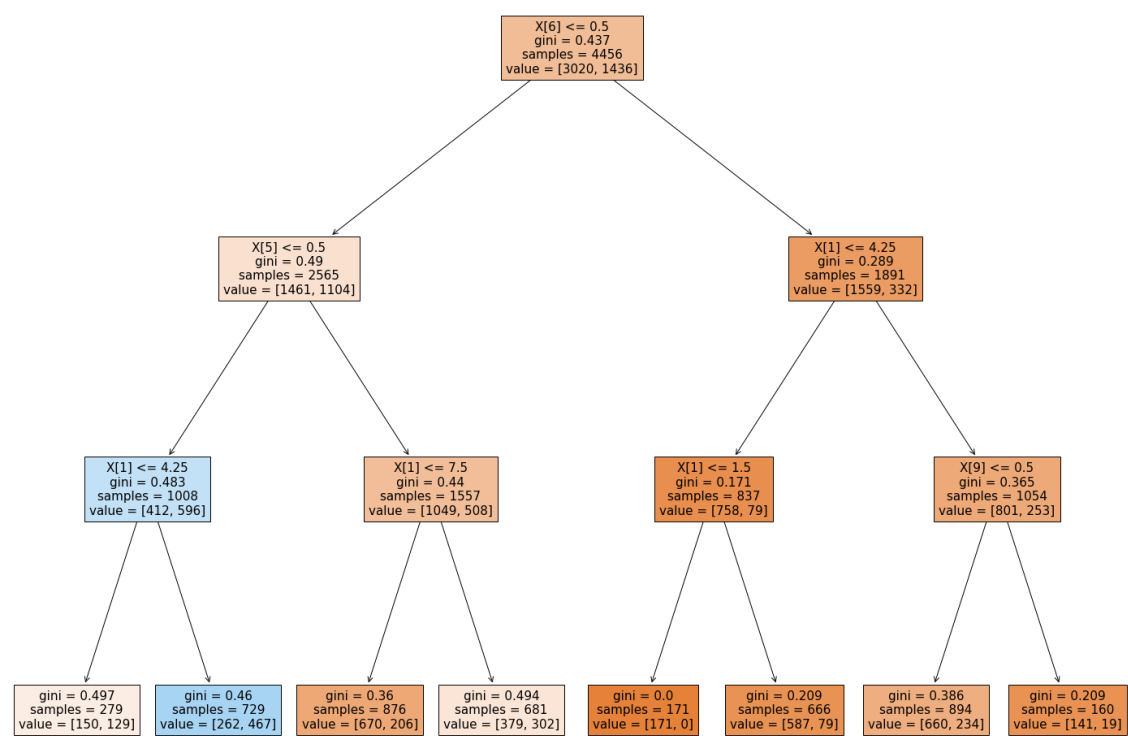 X[6] <= 0.5
gini = 0.437
samples = 4456
value = [3020, 1436]
X[5] <= 0.5
gini = 0.49
samples = 2565
value = [1461, 1104]
X[1] <= 4.25
gini = 0.289
samples = 1891
value = [1559, 332]
X[1] <= 4.25
gini = 0.483
samples = 1008
value = [412, 596]
X[1] <= 7.5
gini = 0.44
samples = 1557
value = [1049, 508]
X[1] <= 1.5
gini = 0.171
samples = 837
value = [758, 79]
X[9] <= 0.5
gini = 0.365
samples = 1054
value = [801, 253]
gini = 0.497
samples = 279
value = [150, 129]
gini = 0.46
samples = 729
value = [262, 467]
gini = 0.36
samples = 876
value = [670, 206]
gini = 0.494
samples = 681
value = [379, 302]
gini = 0.0
samples = 171
value = [171, 0]
gini = 0.209
samples = 666
value = [587, 79]
gini = 0.386
samples = 894
value = [660, 234]
gini = 0.209
samples = 160
value = [141, 19]